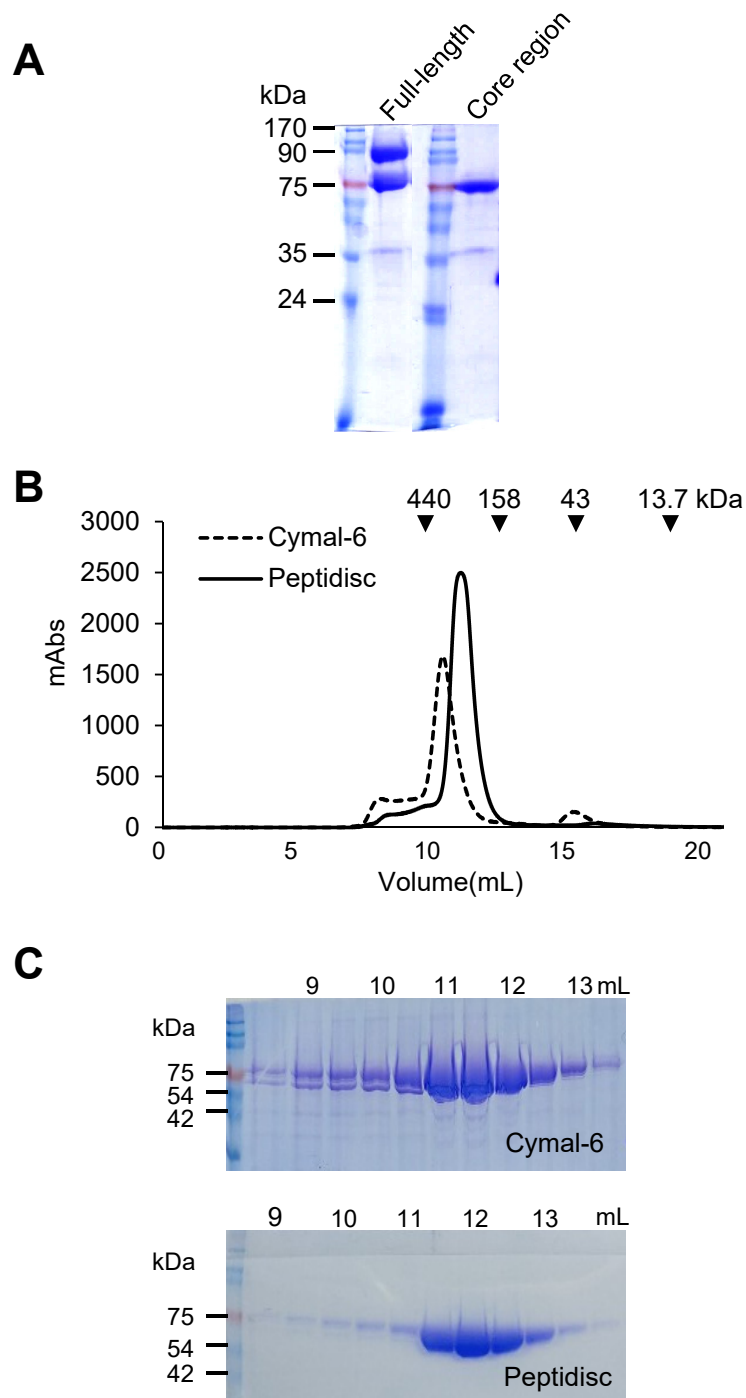 A
kDa
Full-length
Core region
170
90
75
35
24
B
440 158 43 13.7 kDa
3000
2500
2000
1500
1000
500
0
Cymal-6
Peptidisc
mAbs
0 5 10 15 20
Volume(mL)
C
9 10 11 12 13 mL
kDa
75
54
42
Cymal-6
9 10 11 12 13 mL
kDa
75
54
42
Peptidisc